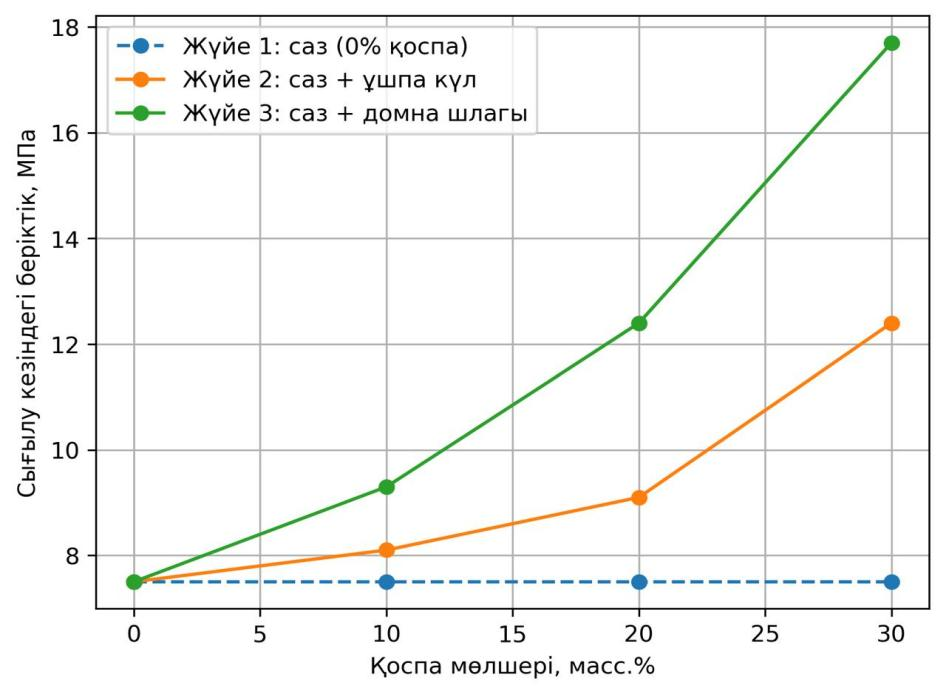 Жүйе 1: саз (0% қоспа)
Жүйе 2: саз + ұшпа күл
Жүйе 3: саз + домна шлагы
Сығылу кезіндегі беріктік, МПа
18
16
14
12
10
8
0 5 10 15 20 25 30
Қоспа мөлшері, масс.%